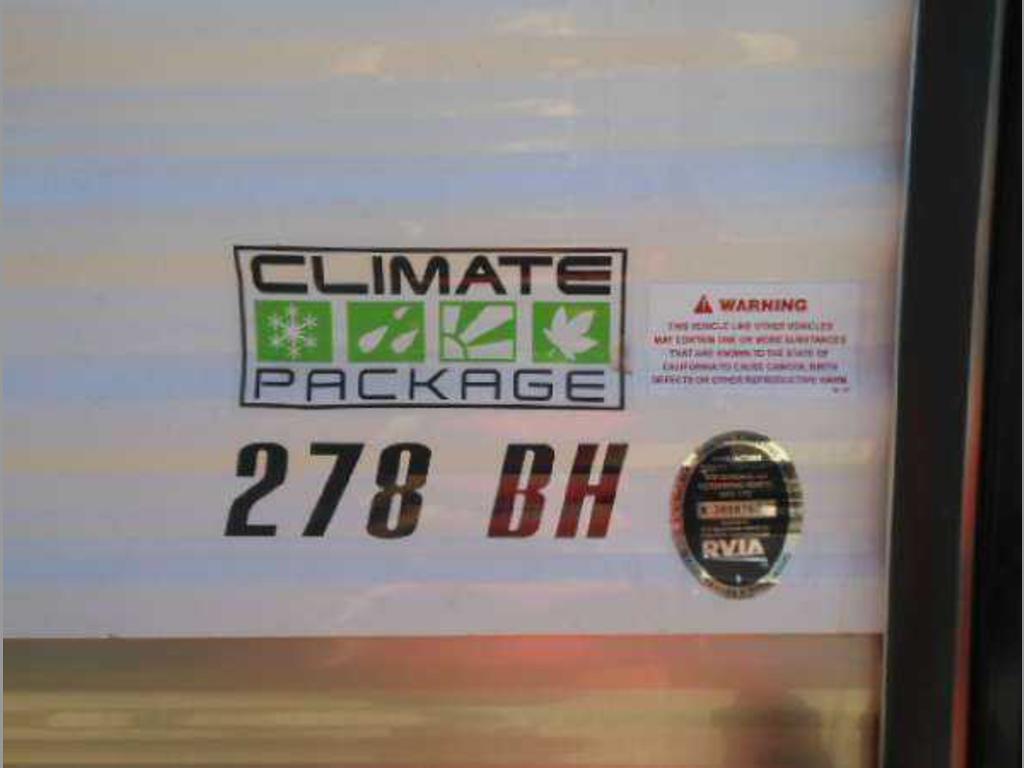 CLIMATE
PACKAGE
278 BH
WARNING
THIS VEHICLE LIKE OTHER VEHICLES
MAY CONTAIN ONE OR MORE SUBSTANCES
THAT ARE KNOWN TO THE STATE OF
CALIFORNIA TO CAUSE CANCER, BIRTH
DEFECTS OR OTHER REPRODUCTIVE HARM
RVIA